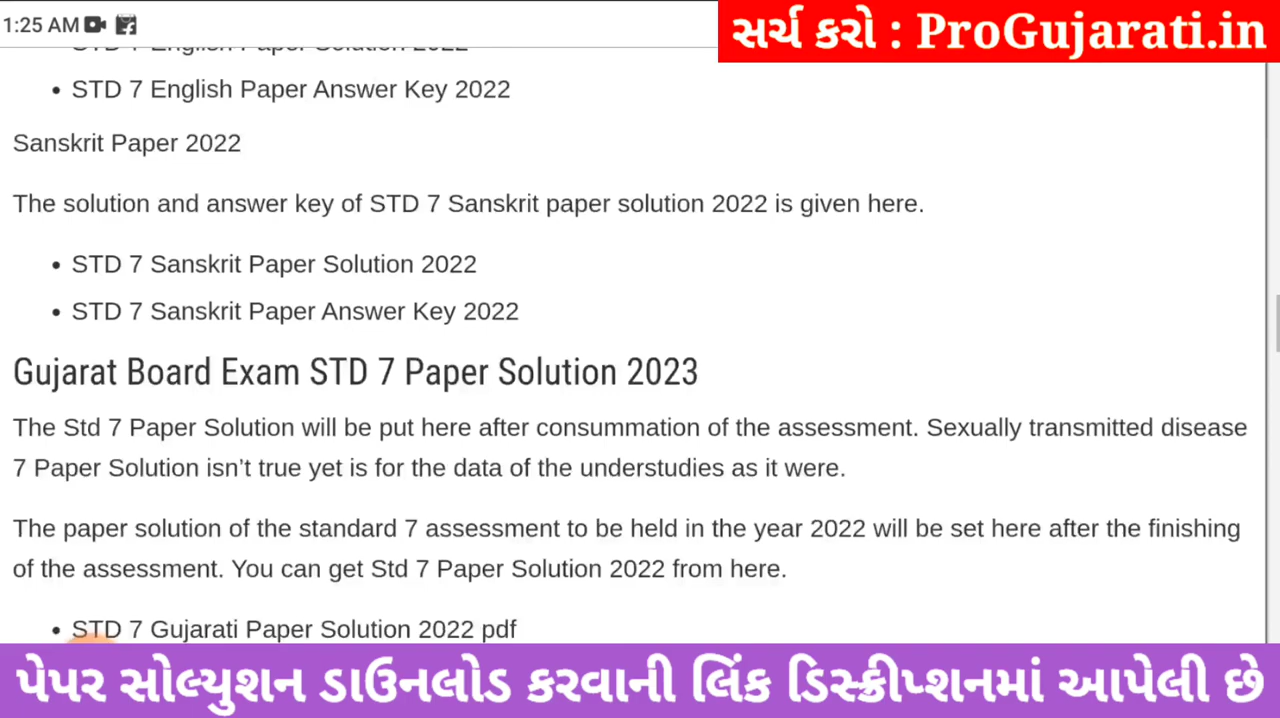 1:25 AM
સર્ચ કરો : ProGujarati.in
STD 7 English Paper Solution 2022
• STD 7 English Paper Answer Key 2022
Sanskrit Paper 2022
The solution and answer key of STD 7 Sanskrit paper solution 2022 is given here.
• STD 7 Sanskrit Paper Solution 2022
• STD 7 Sanskrit Paper Answer Key 2022
Gujarat Board Exam STD 7 Paper Solution 2023
The Std 7 Paper Solution will be put here after consummation of the assessment. Sexually transmitted disease
7 Paper Solution isn’t true yet is for the data of the understudies as it were.
The paper solution of the standard 7 assessment to be held in the year 2022 will be set here after the finishing
of the assessment. You can get Std 7 Paper Solution 2022 from here.
• STD 7 Gujarati Paper Solution 2022 pdf
પેપર સોલ્યુશન ડાઉનલોડ કરવાની લિંક ડિસ્ક્રીપ્શનમાં આપેલી છે